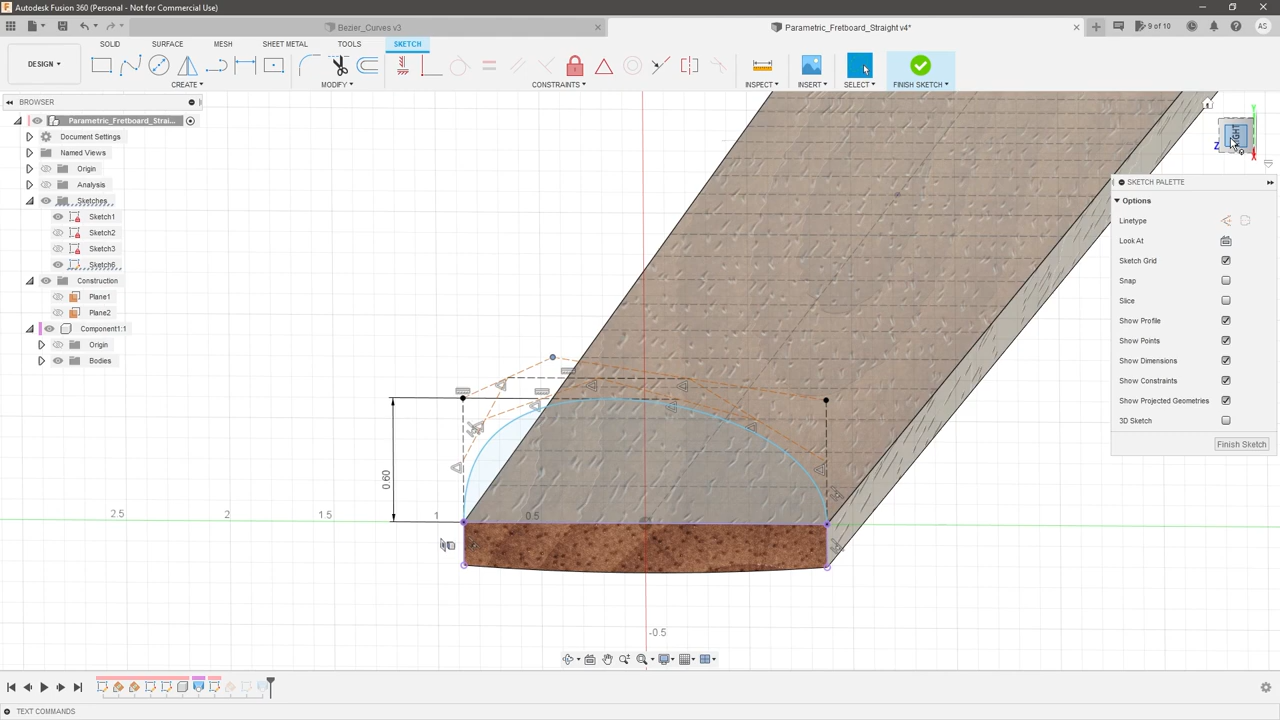 Autodesk Fusion 360 (Personal - Not for Commercial Use)
Bezier_Curves v3
Parametric_Fretboard_Straight v4*
9 of 10
AS
SOLID
SURFACE
MESH
SHEET METAL
TOOLS
SKETCH
DESIGN
CREATE
MODIFY
CONSTRAINTS
INSPECT
INSERT
SELECT
FINISH SKETCH
BROWSER
Parametric_Fretboard_Strai...
Document Settings
Named Views
Origin
Analysis
Sketches
Sketch1
Sketch2
Sketch3
Sketch6
Construction
Plane1
Plane2
Component1:1
Origin
Bodies
Y
Z
X
SKETCH PALETTE
Options
Linetype
Look At
Sketch Grid
Snap
Slice
Show Profile
Show Points
Show Dimensions
Show Constraints
Show Projected Geometries
3D Sketch
Finish Sketch
0.60
2.5
2
1.5
1
0.5
-0.5
TEXT COMMANDS